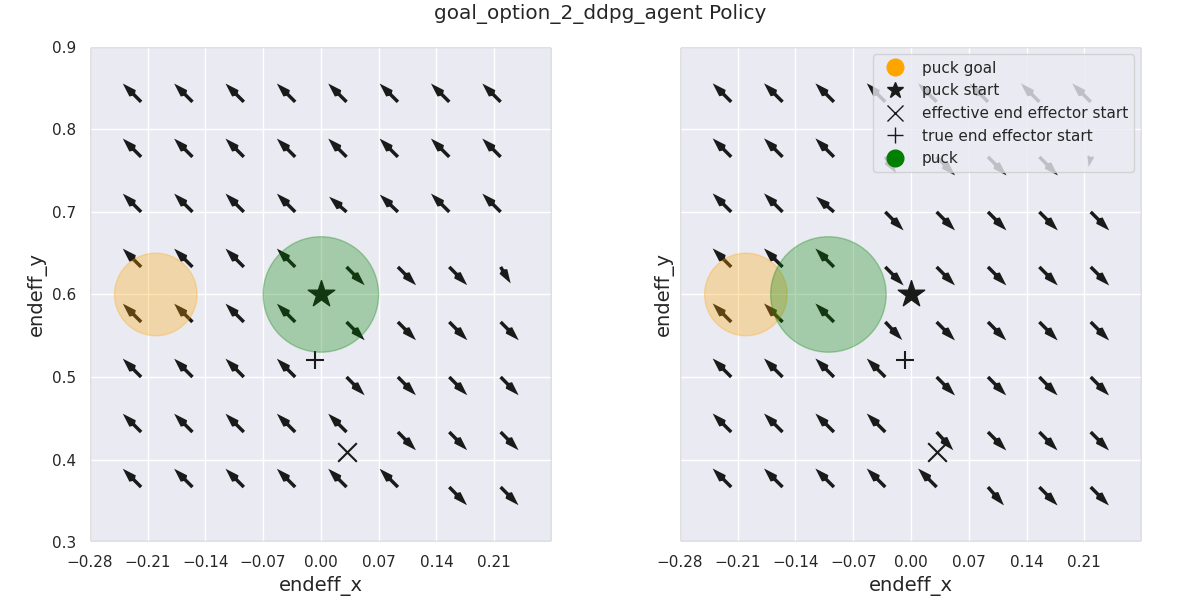 goal_option_2_ddpg_agent Policy
0.9
0.8
0.7
0.6
0.5
0.4
0.3
endeff_y
−0.28 −0.21 −0.14 −0.07 0.00 0.07 0.14 0.21
endeff_x
puck goal
puck start
effective end effector start
true end effector start
puck
endeff_y
−0.28 −0.21 −0.14 −0.07 0.00 0.07 0.14 0.21
endeff_x